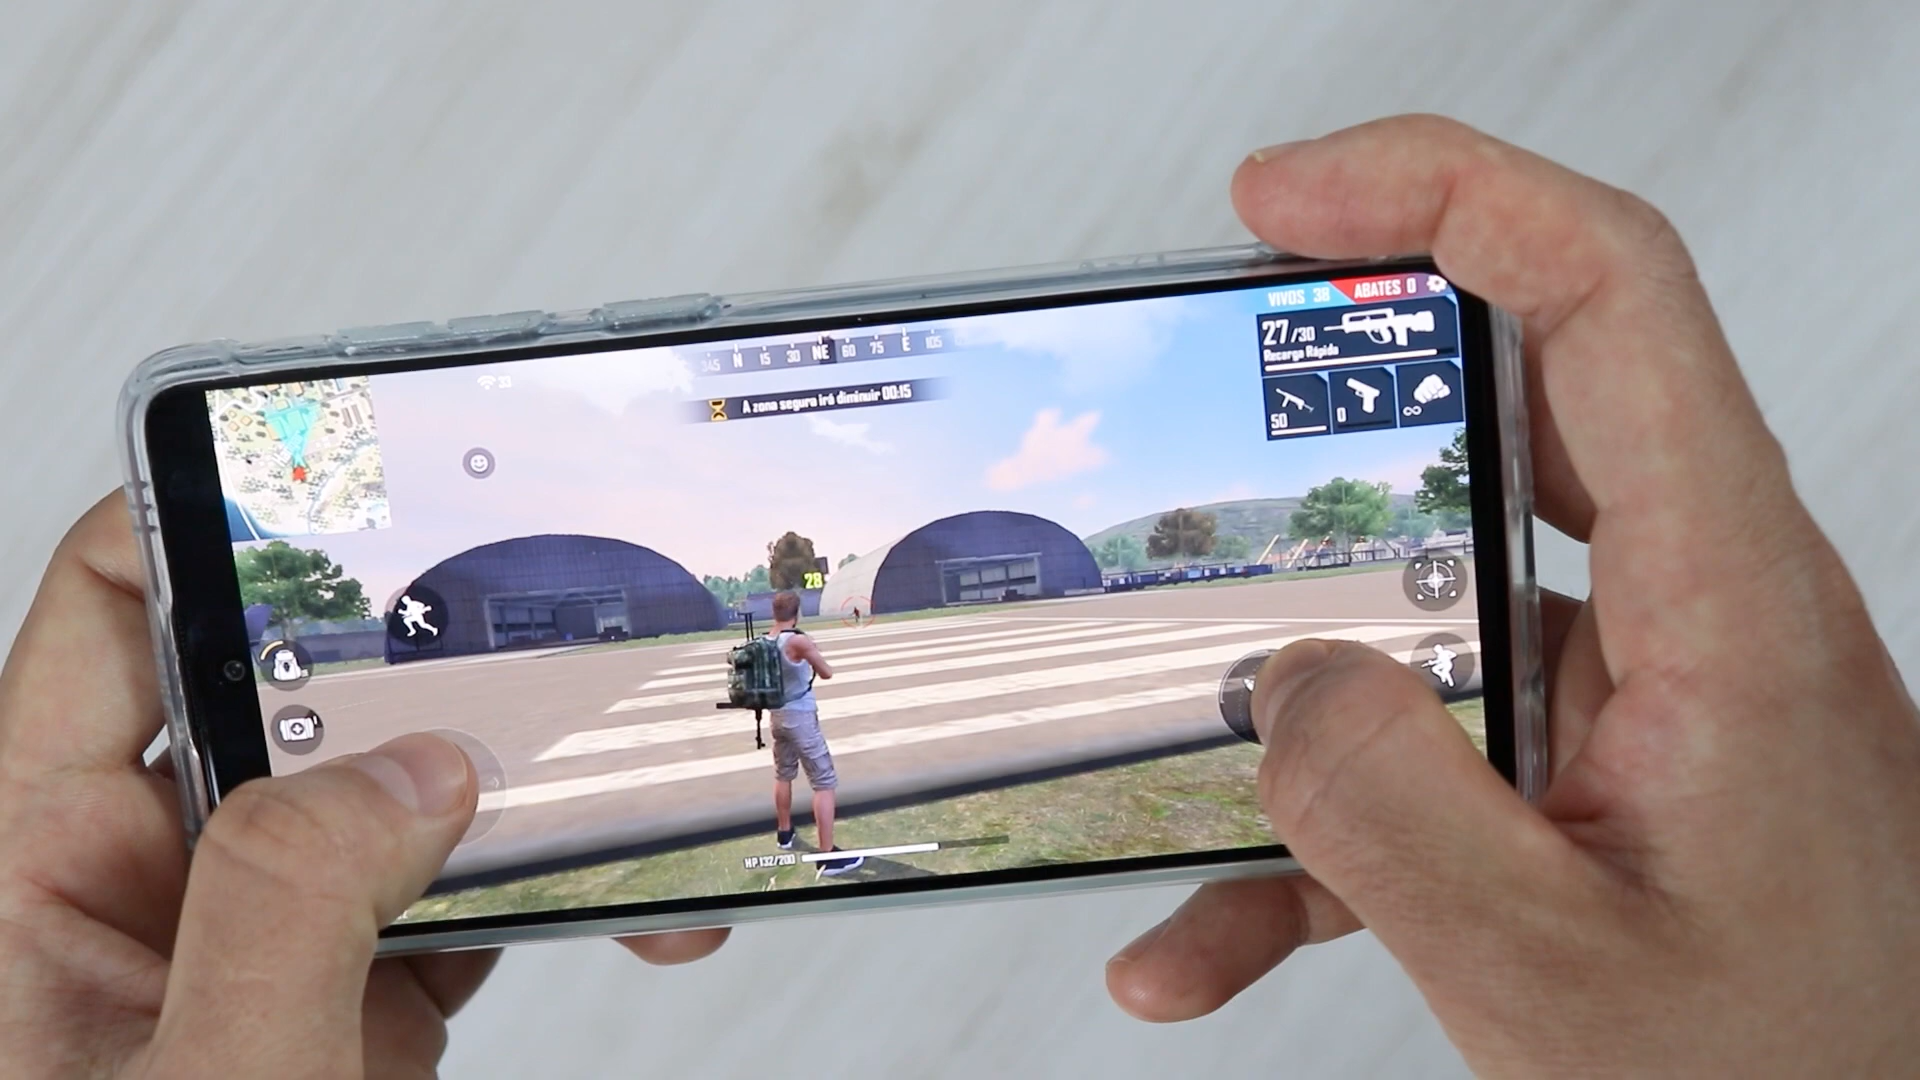 VIVOS 38 ABATES 0
345 N 15 30 NE 60 75 E 105
33
27/30
Recarga Rápida
A zona segura irá diminuir 00:15
50 0 ∞
28
HP 132/200